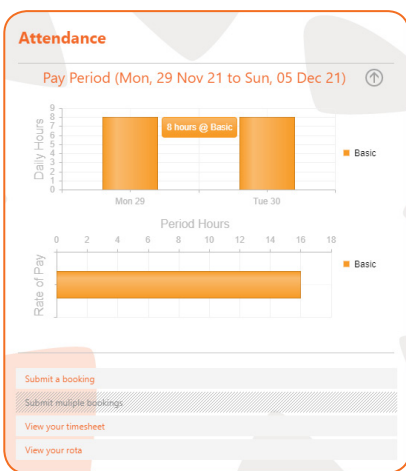 Attendance
Pay Period (Mon, 29 Nov 21 to Sun, 05 Dec 21)
Daily Hours
9
8
7
6
5
4
3
2
1
0
8 hours @ Basic
Basic
Mon 29
Tue 30
Period Hours
0 2 4 6 8 10 12 14 16 18
Rate of Pay
Basic
Submit a booking
Submit muliple bookings
View your timesheet
View your rota